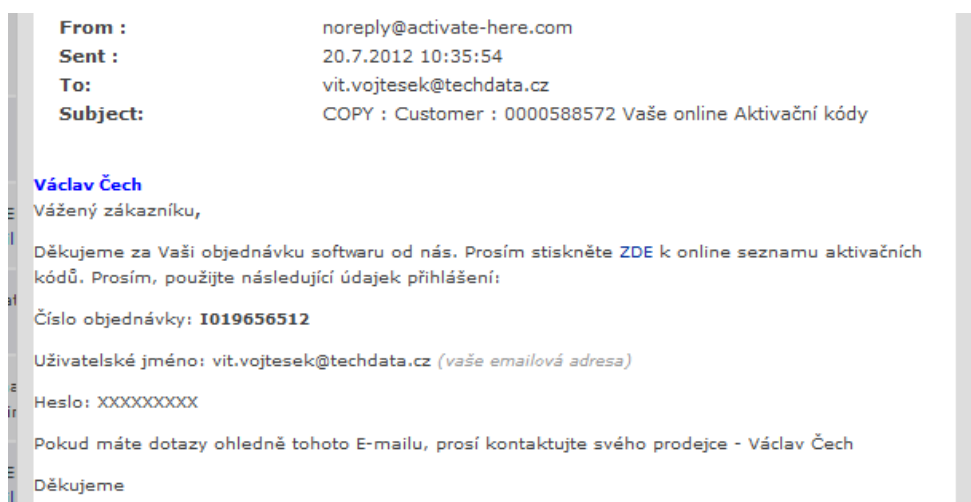 From : noreply@activate-here.com
Sent : 20.7.2012 10:35:54
To: vit.vojtesek@techdata.cz
Subject: COPY : Customer : 0000588572 Vaše online Aktivační kódy
Václav Čech
Vážený zákazníku,
Děkujeme za Vaši objednávku softwaru od nás. Prosím stiskněte ZDE k online seznamu aktivačních
kódů. Prosím, použijte následující údajek přihlášení:
Číslo objednávky: I019656512
Uživatelské jméno: vit.vojtesek@techdata.cz (vaše emailová adresa)
Heslo: XXXXXXXXX
Pokud máte dotazy ohledně tohoto E-mailu, prosí kontaktujte svého prodejce - Václav Čech
Děkujeme